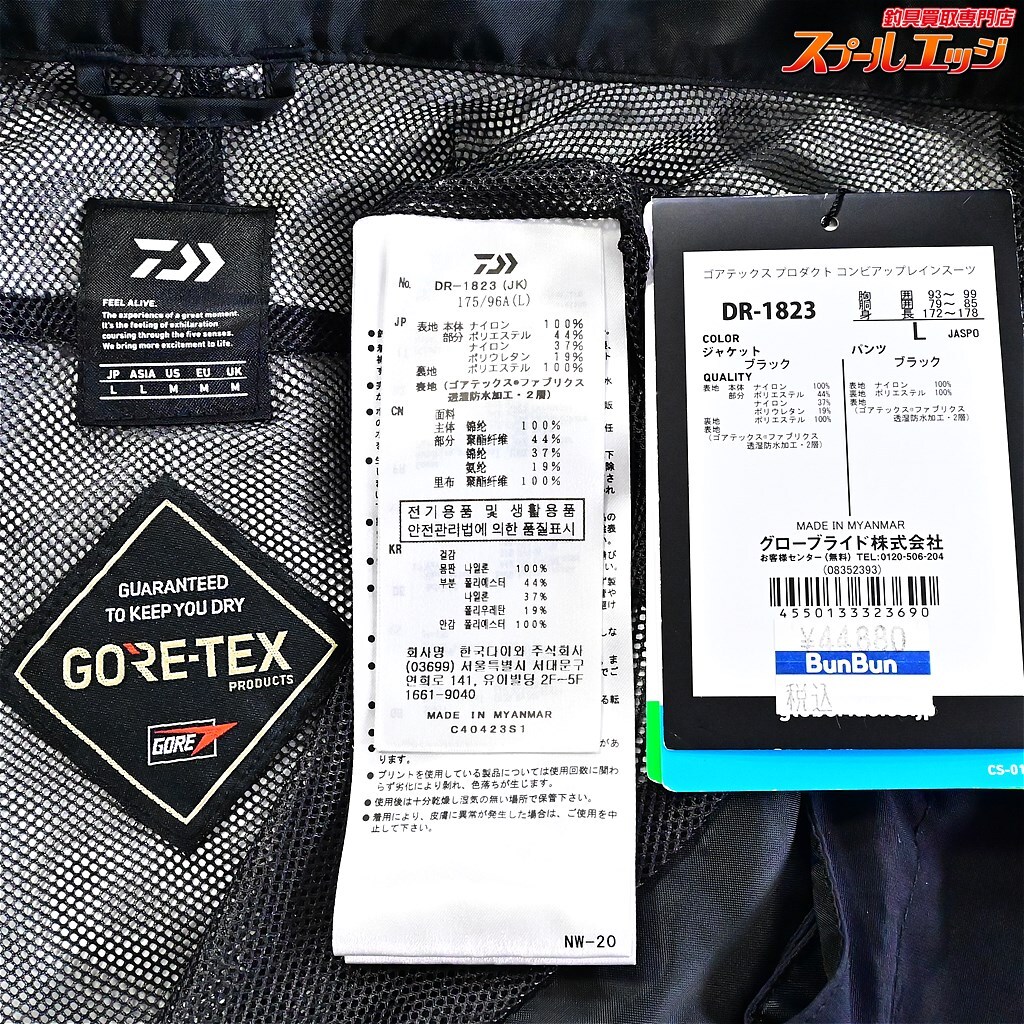 釣具買取専門店
スプールエッジ
FEEL ALIVE.
The experience of a great moment.
It's the feeling of exhilaration
coursing through the five senses.
We bring more excitement to life.
JP ASIA US EU UK
L L M M M
GUARANTEED
TO KEEP YOU DRY
GORE-TEX
PRODUCTS
GORE
No. DR-1823 (JK)
175/96A(L)
JP 表地 本体 ナイロン 100%
部分 ポリエステル 44%
ナイロン 37%
ポリウレタン 19%
裏地 ポリエステル 100%
表地 (ゴアテックス®ファブリクス
透湿防水加工・2層)
CN 面料
主体 锦纶 100%
部分 聚酯纤维 44%
锦纶 37%
氨纶 19%
里布 聚酯纤维 100%
전기용품 및 생활용품
안전관리법에 의한 품질표시
KR 겉감
몸판 나일론 100%
부분 폴리에스터 44%
나일론 37%
폴리우레탄 19%
안감 폴리에스터 100%
회사명 한국다이와 주식회사
(03699) 서울특별시 서대문구
연희로 141, 유이빌딩 2F~5F
1661-9040
MADE IN MYANMAR
C40423S1
ります。
●プリントを使用している製品については使用回数に関わ
らず劣化により剥れ、色落ちが生じます。
●使用後は十分乾燥し湿気の無い場所で保管下さい。
●着用により、皮膚に異常が発生した場合は、ご使用を中
止して下さい。
NW-20
ゴアテックス プロダクト コンビアップレインスーツ
DR-1823
胸囲 93～ 99
胴囲 79～ 85
身長 172～178
L JASPO
COLOR
ジャケット
ブラック
パンツ
ブラック
QUALITY
表地 本体 ナイロン 100%
部分 ポリエステル 44%
ナイロン 37%
ポリウレタン 19%
裏地 ポリエステル 100%
表地
(ゴアテックス®ファブリクス
透湿防水加工・2層)
表地 ナイロン 100%
裏地 ポリエステル 100%
表地
(ゴアテックス®ファブリクス
透湿防水加工・2層)
MADE IN MYANMAR
グローブライド株式会社
お客様センター(無料) TEL:0120-506-204
(08352393)
4550133323690
¥44,880
BunBun
税込
CS-01